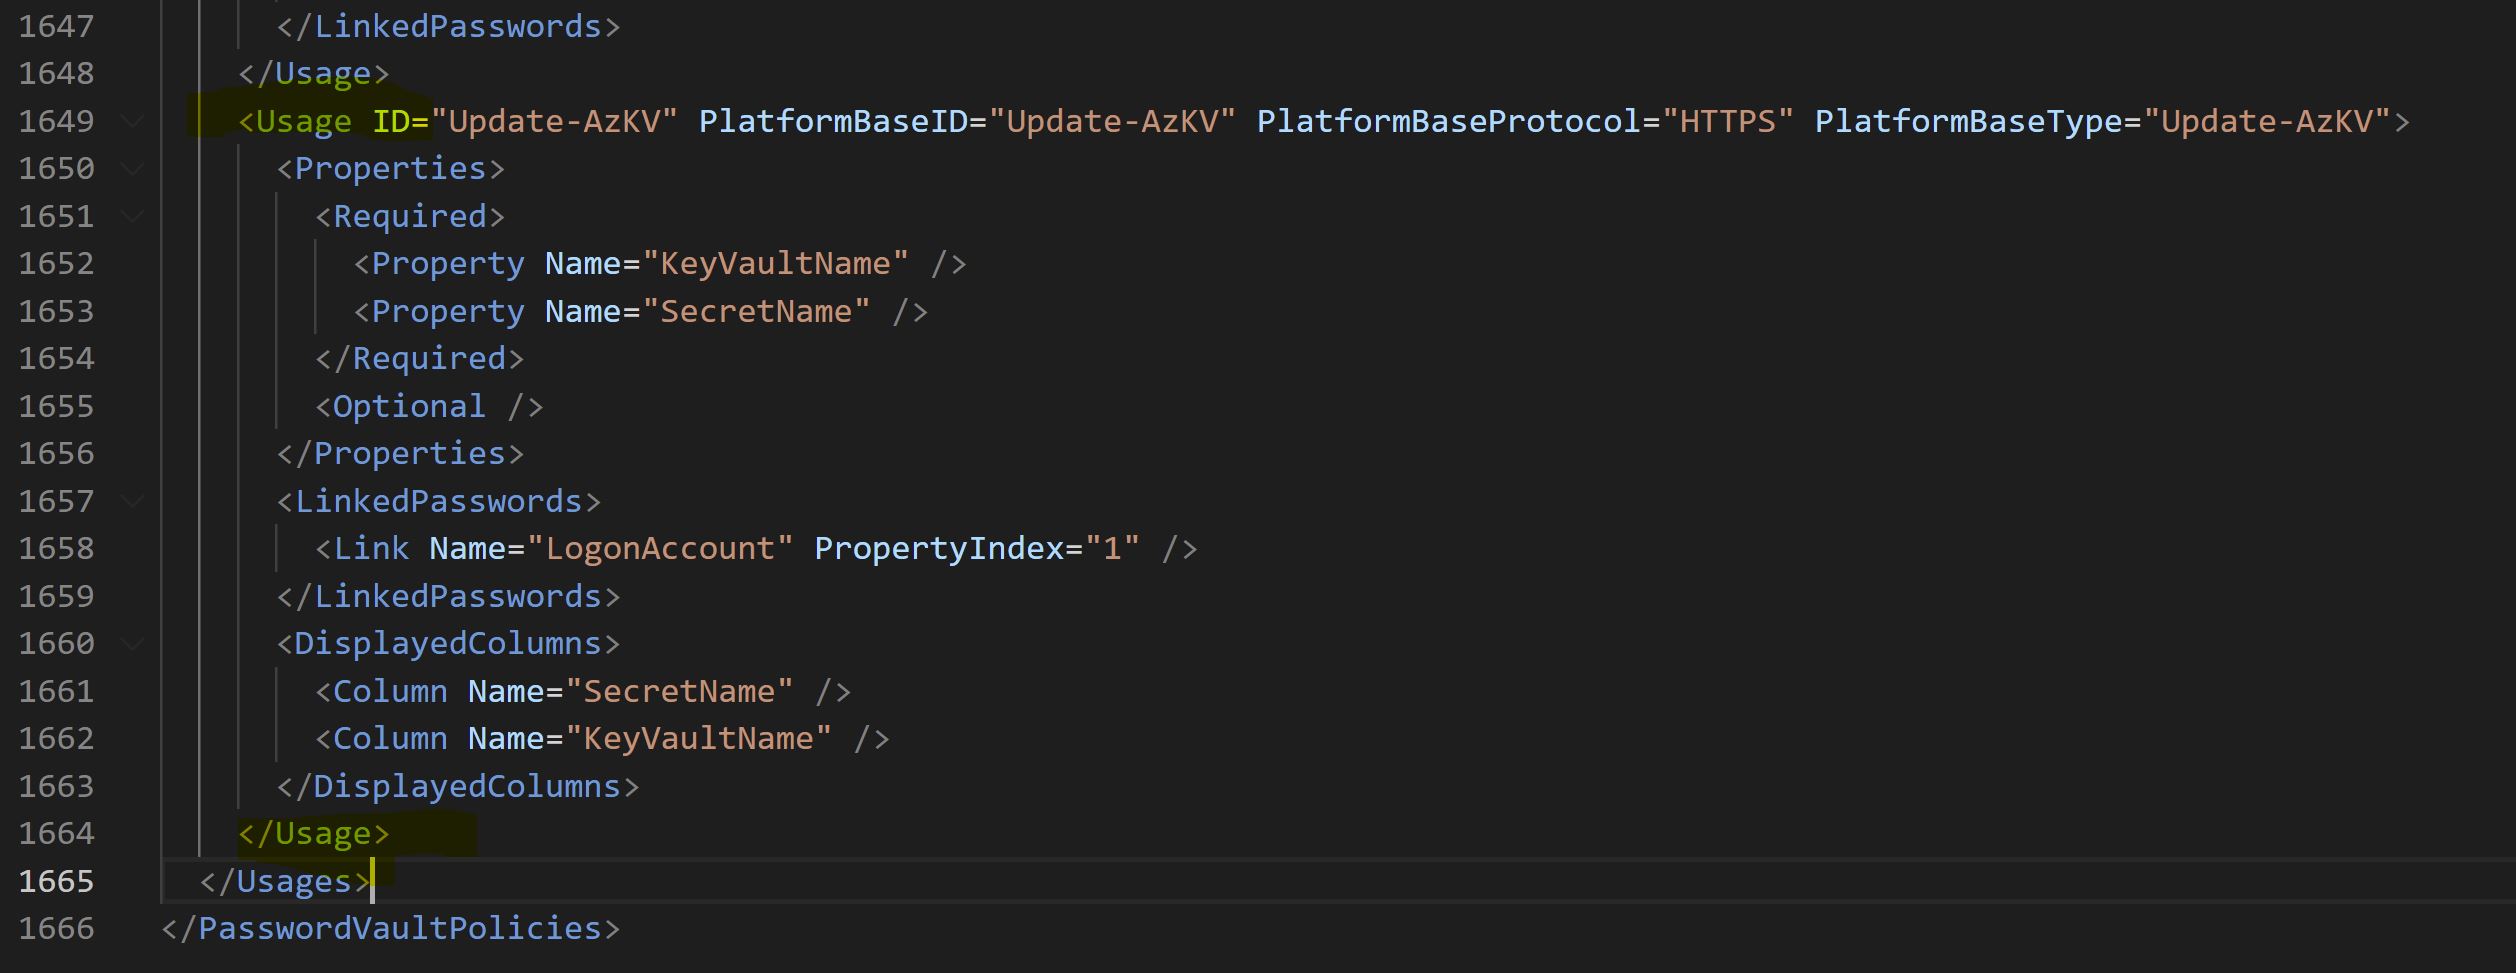 1647 </LinkedPasswords>
1648 </Usage>
1649 <Usage ID="Update-AzKV" PlatformBaseID="Update-AzKV" PlatformBaseProtocol="HTTPS" PlatformBaseType="Update-AzKV">
1650 <Properties>
1651 <Required>
1652 <Property Name="KeyVaultName" />
1653 <Property Name="SecretName" />
1654 </Required>
1655 <Optional />
1656 </Properties>
1657 <LinkedPasswords>
1658 <Link Name="LogonAccount" PropertyIndex="1" />
1659 </LinkedPasswords>
1660 <DisplayedColumns>
1661 <Column Name="SecretName" />
1662 <Column Name="KeyVaultName" />
1663 </DisplayedColumns>
1664 </Usage>
1665 </Usages>
1666 </PasswordVaultPolicies>